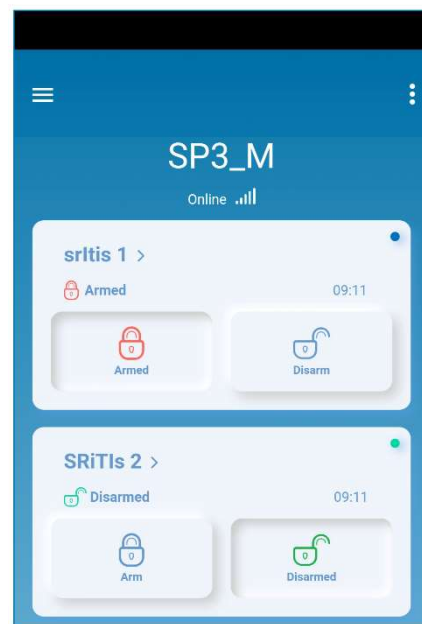 SP3_M
Online
srItis 1 >
Armed 09:11
Armed Disarm
SRiTIs 2 >
Disarmed 09:11
Arm Disarmed